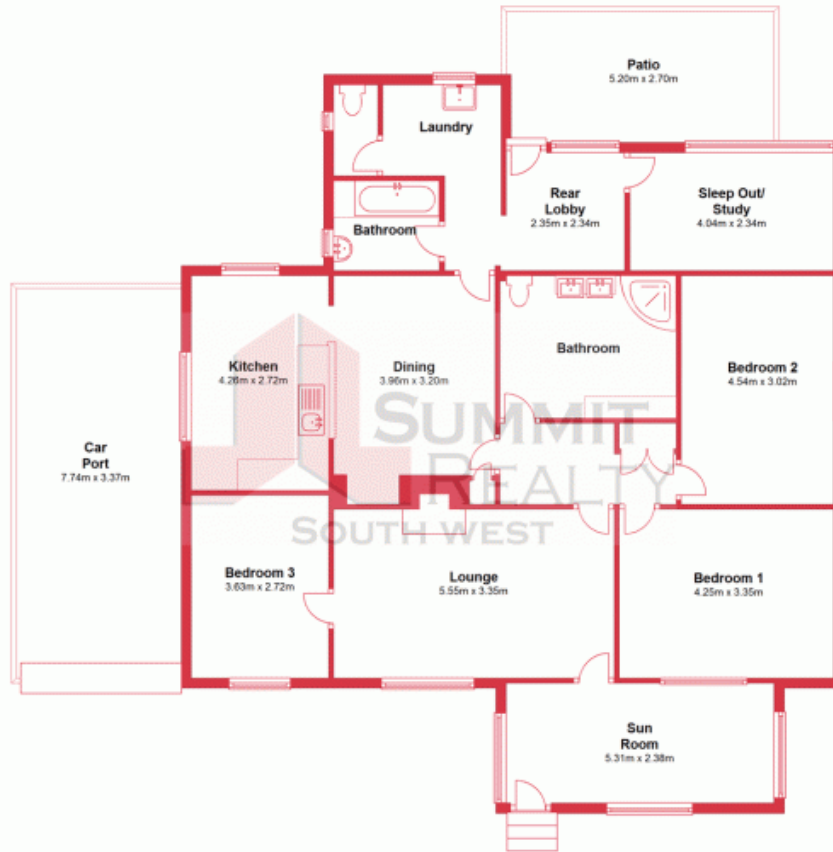 Patio
5.20m x 2.70m
Laundry
Rear
Lobby
2.35m x 2.34m
Sleep Out/
Study
4.04m x 2.34m
Bathroom
Kitchen
4.26m x 2.72m
Dining
3.96m x 3.20m
Bathroom
Bedroom 2
4.54m x 3.02m
Car
Port
7.74m x 3.37m
SUMMIT
REALTY
SOUTH WEST
Bedroom 3
3.63m x 2.72m
Lounge
5.55m x 3.35m
Bedroom 1
4.25m x 3.35m
Sun
Room
5.31m x 2.38m